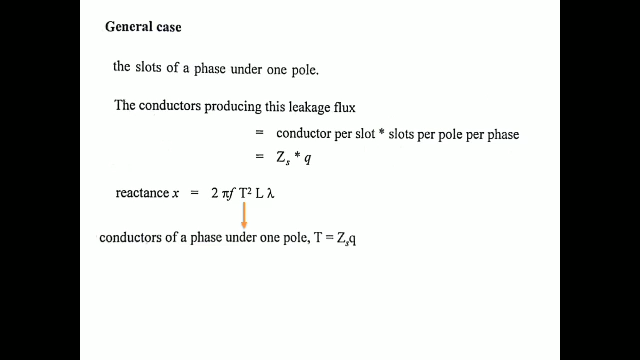 General case
the slots of a phase under one pole.
The conductors producing this leakage flux
= conductor per slot * slots per pole per phase
= Zₛ * q
reactance x = 2 πf T² L λ
conductors of a phase under one pole, T = Zₛq